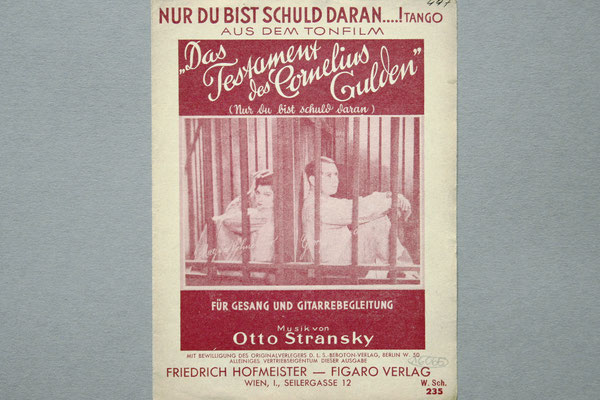 447
NUR DU BIST SCHULD DARAN....! TANGO
AUS DEM TONFILM
„Das
Testament
des Cornelius
Gulden”
(Nur du bist schuld daran)
FÜR GESANG UND GITARREBEGLEITUNG
Musik von
Otto Stransky
MIT BEWILLIGUNG DES ORIGINALVERLEGERS D. L. S. BEROTON-VERLAG, BERLIN W. 50
ALLEINIGES VERTRIEBSEIGENTUM DIESER AUSGABE
FRIEDRICH HOFMEISTER — FIGARO VERLAG
WIEN, I., SEILERGASSE 12
W. Sch.
235